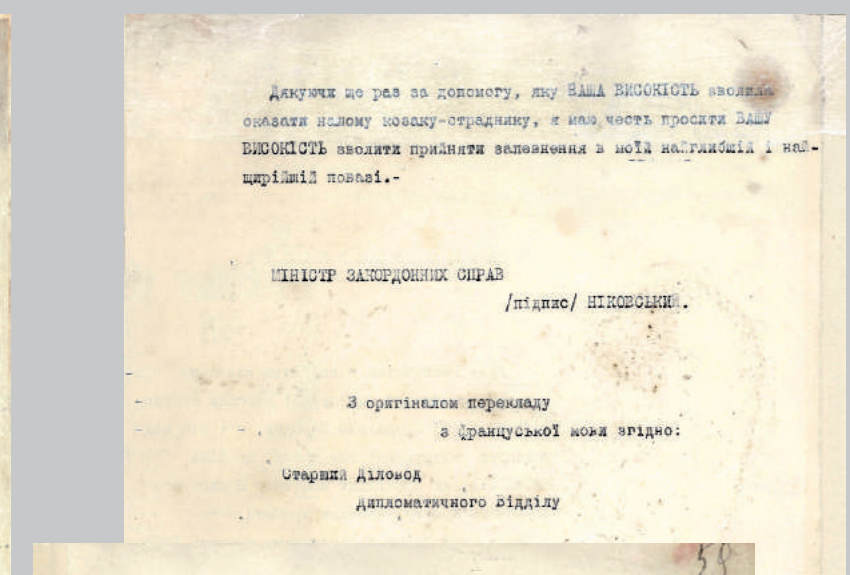 Дякуючи ще раз за допомогу, яку ВАША ВИСОКІСТЬ зволила
оказати нашому козаку-страднику, я маю честь просити ВАШУ
ВИСОКІСТЬ зволити прийняти запевнення в моїй найглибшій і най-
щирійшій повазі.-
МІНІСТР ЗАКОРДОННИХ СПРАВ
/підпис/ НІКОВСЬКИЙ.
З оригіналом перекладу
з французської мови згідно:
Старший Діловод
Дипломатичного Відділу